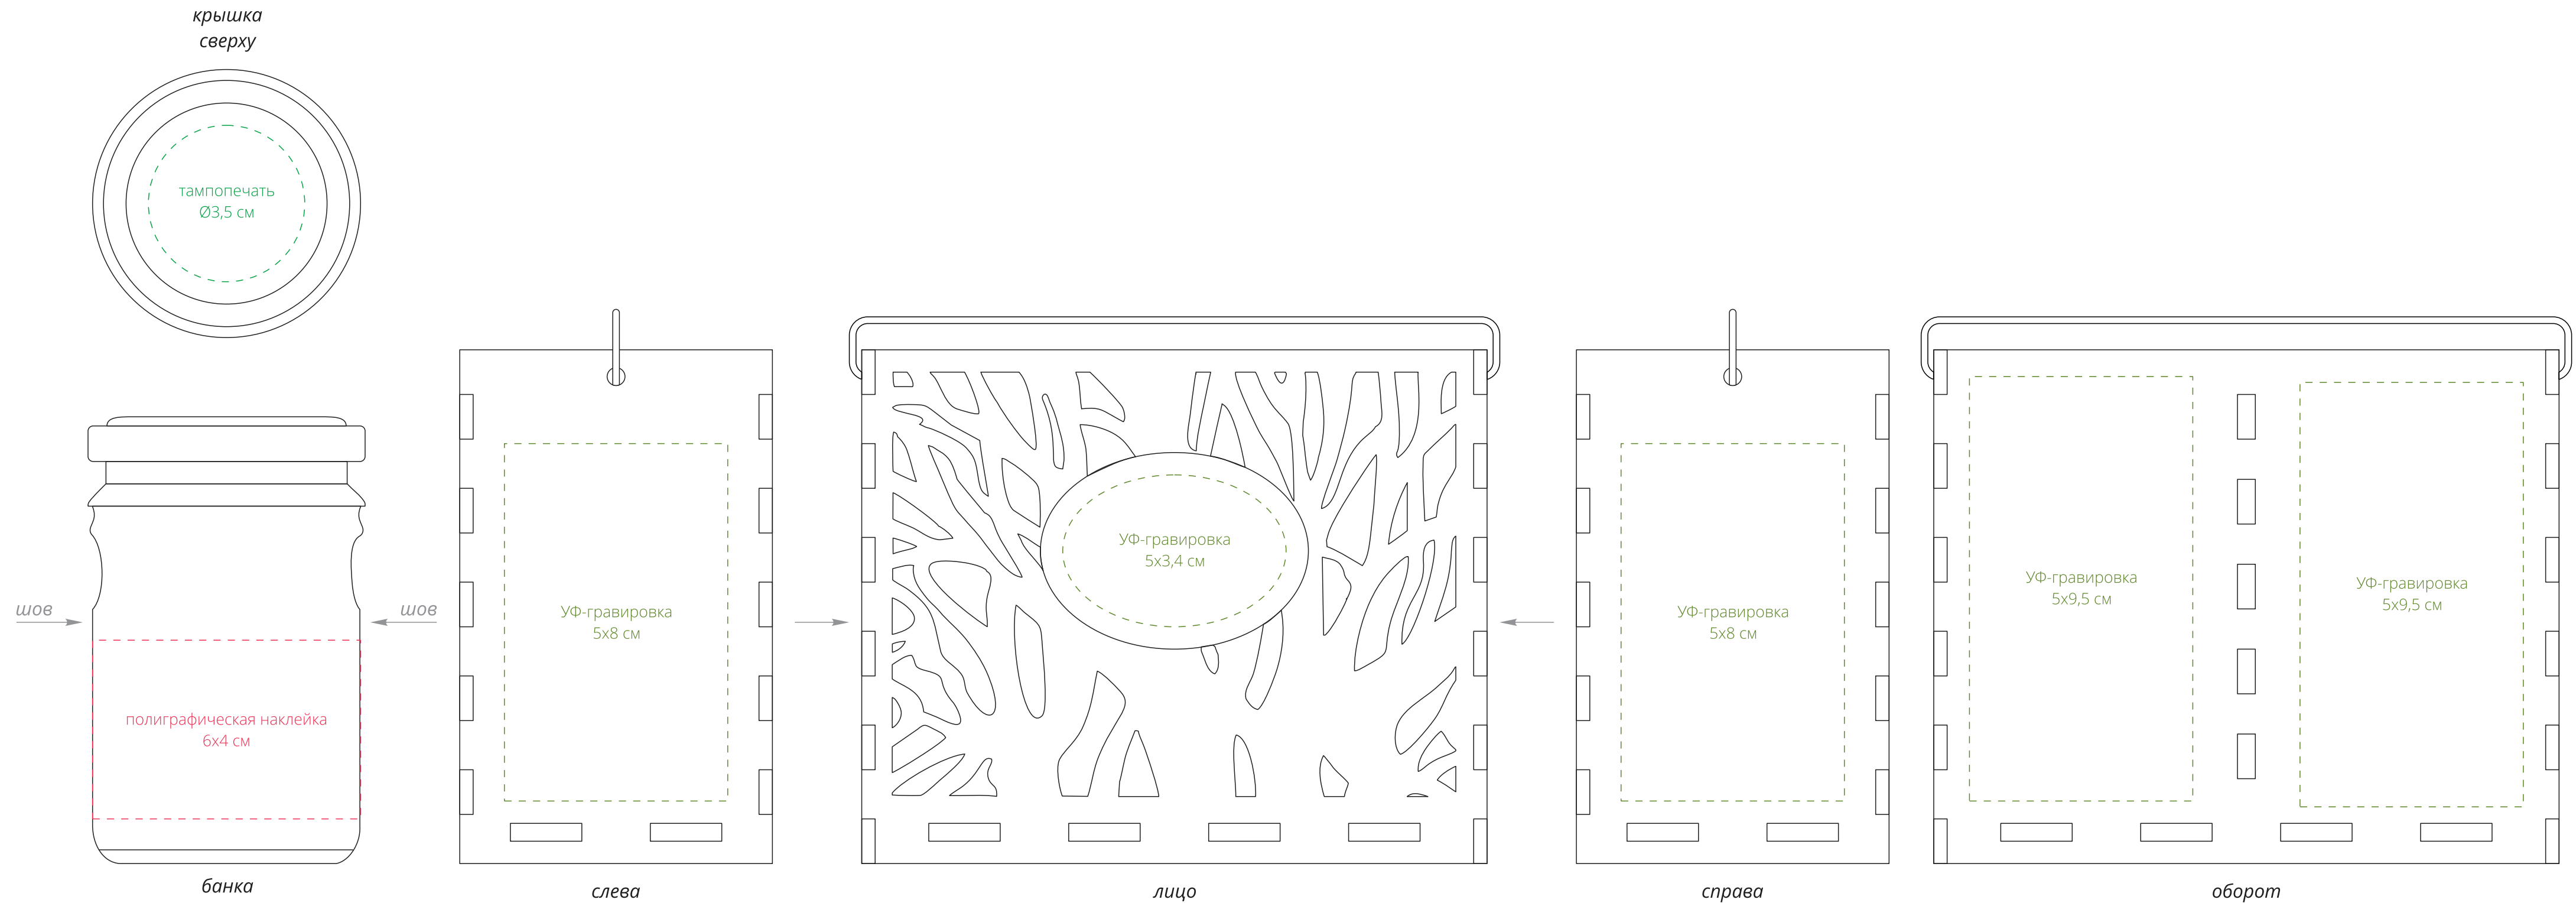 крышка
сверху
тампопечать
Ø3,5 см
шов
шов
полиграфическая наклейка
6х4 см
банка
УФ-гравировка
5х8 см
слева
УФ-гравировка
5х3,4 см
лицо
УФ-гравировка
5х8 см
справа
УФ-гравировка
5х9,5 см
УФ-гравировка
5х9,5 см
оборот